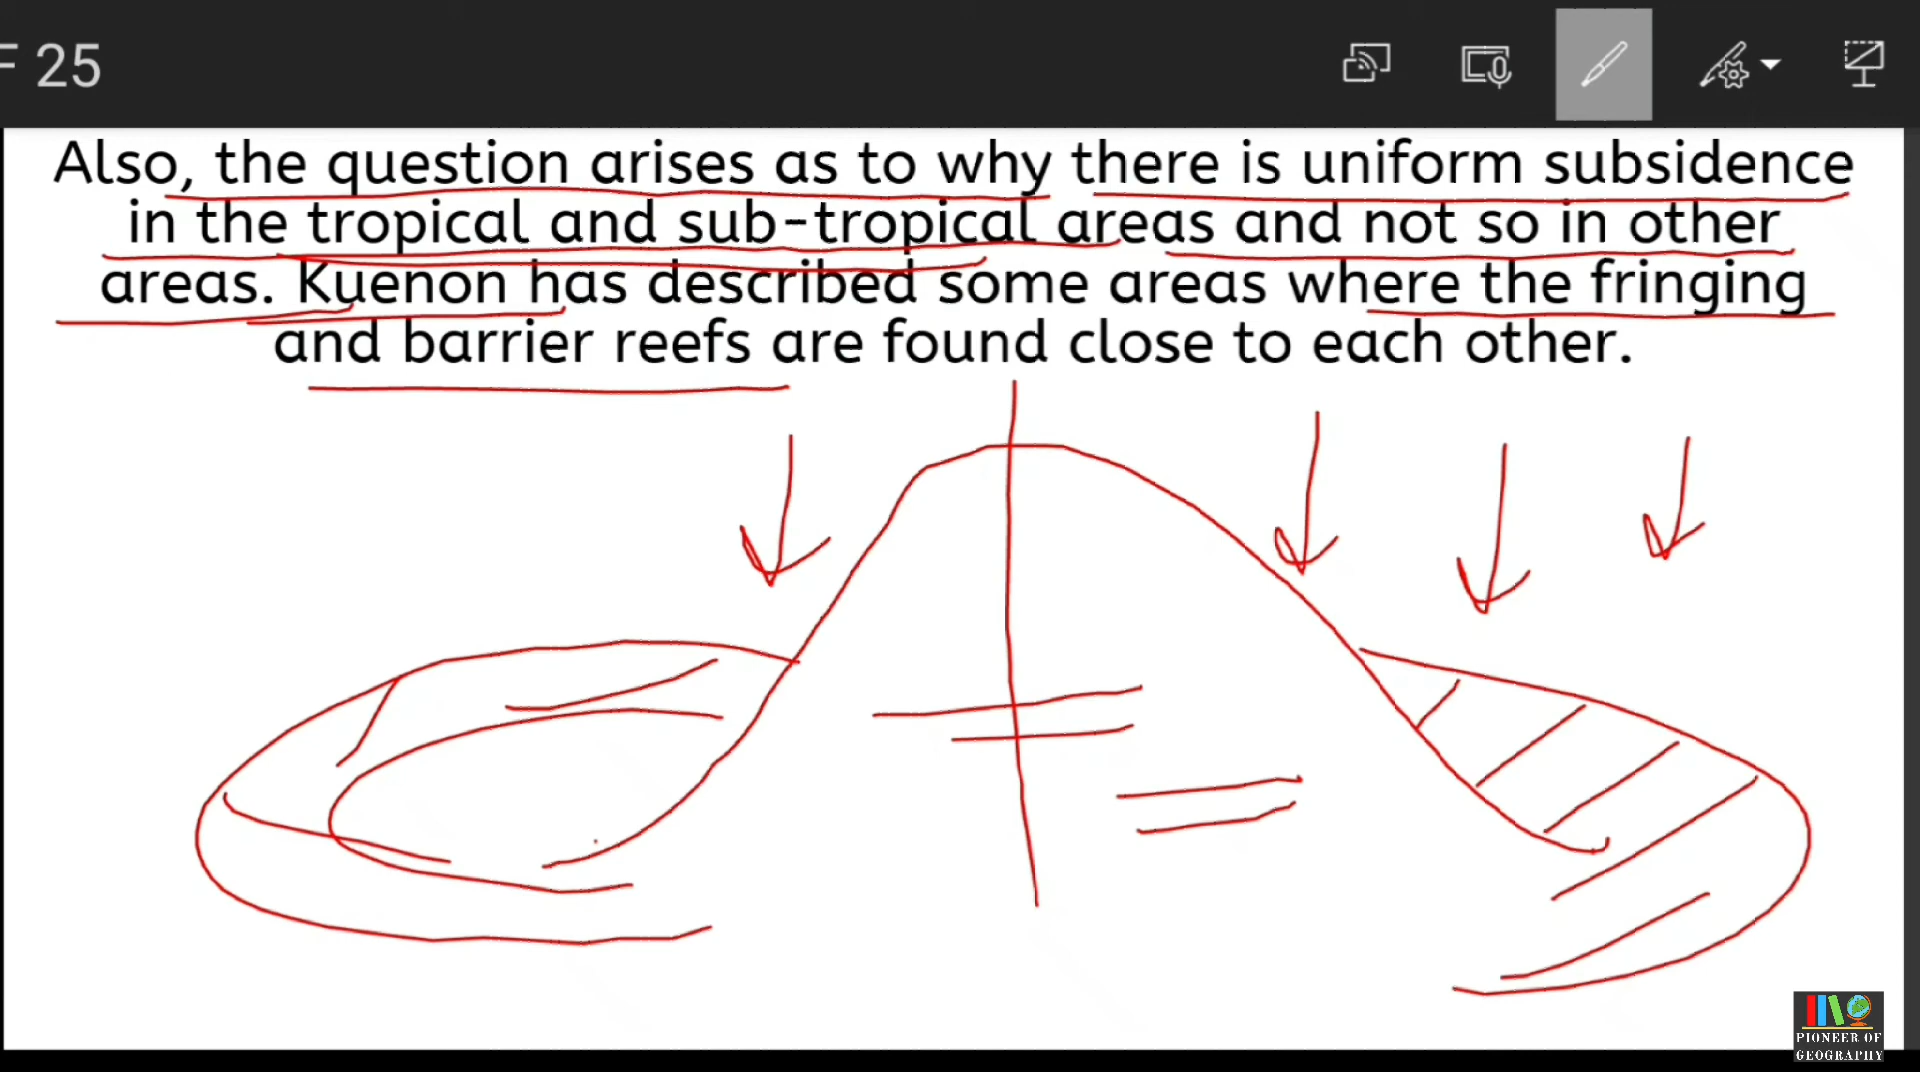 F 25
Also, the question arises as to why there is uniform subsidence
in the tropical and sub-tropical areas and not so in other
areas. Kuenon has described some areas where the fringing
and barrier reefs are found close to each other.
PIONEER OF
GEOGRAPHY